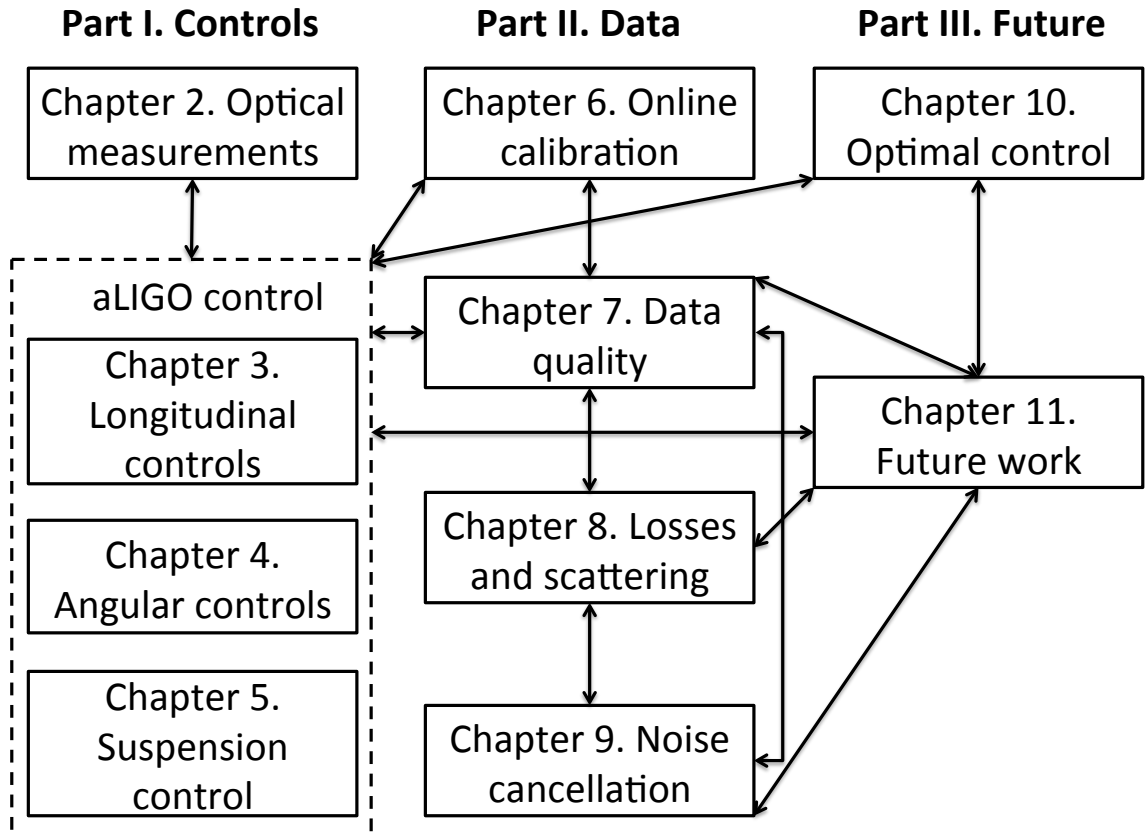 Part I. Controls
Chapter 2. Optical
measurements
aLIGO control
Chapter 3.
Longitudinal
controls
Chapter 4.
Angular controls
Chapter 5.
Suspension
control
Part II. Data
Chapter 6. Online
calibration
Chapter 7. Data
quality
Chapter 8. Losses
and scattering
Chapter 9. Noise
cancellation
Part III. Future
Chapter 10.
Optimal control
Chapter 11.
Future work